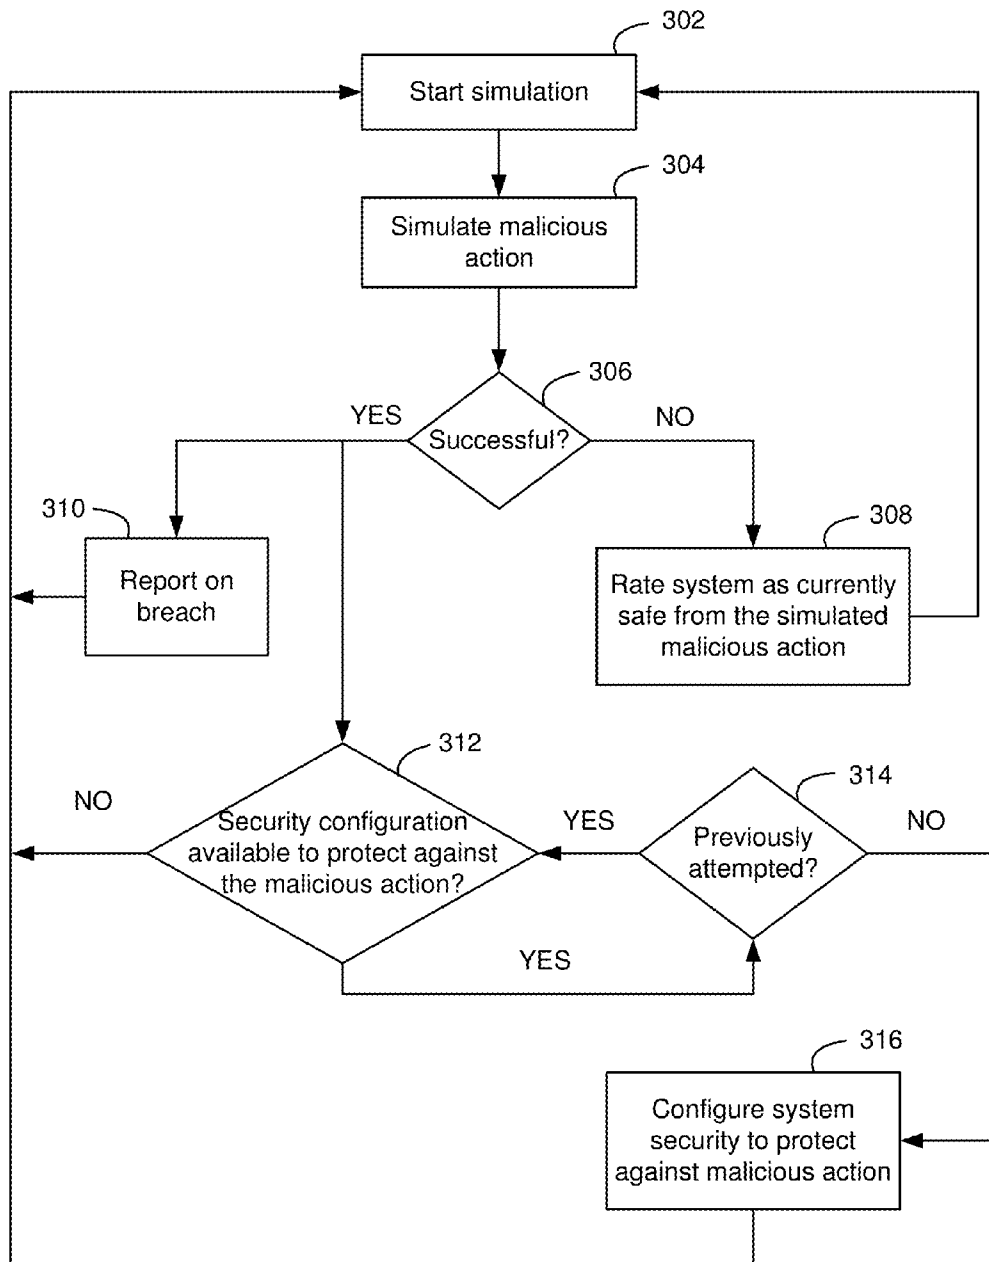 302
Start simulation
304
Simulate malicious
action
306
YES
Successful?
NO
310
Report on
breach
308
Rate system as currently
safe from the simulated
malicious action
312
NO
Security configuration
available to protect against
the malicious action?
314
YES
Previously
attempted?
NO
YES
316
Configure system
security to protect
against malicious action